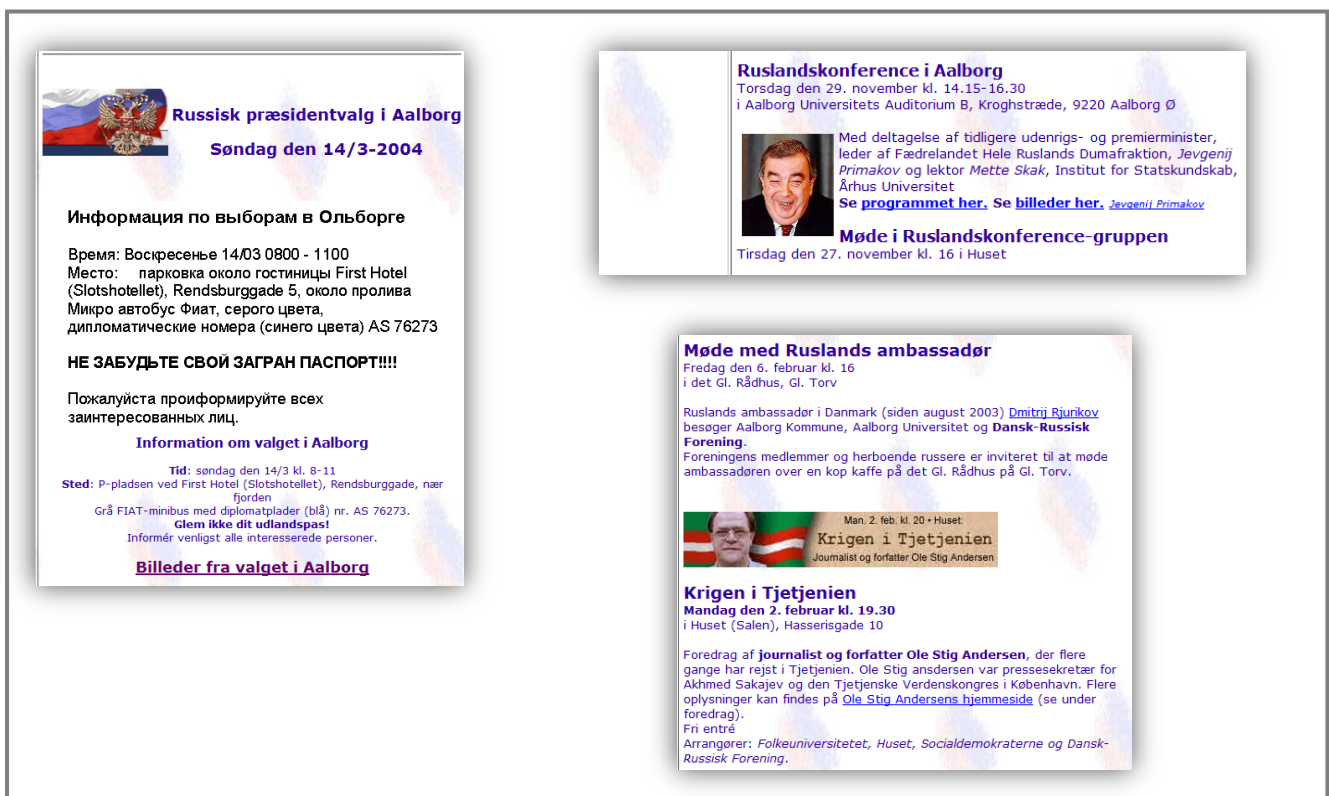 Russisk præsidentvalg i Aalborg
Søndag den 14/3-2004
Информация по выборам в Ольборге
Время: Воскресенье 14/03 0800 - 1100
Место: парковка около гостиницы First Hotel
(Slotshotellet), Rendsburggade 5, около пролива
Микро автобус Фиат, серого цвета,
дипломатические номера (синего цвета) AS 76273
НЕ ЗАБУДЬТЕ СВОЙ ЗАГРАН ПАСПОРТ!!!!
Пожалуйста проиформируйте всех
заинтересованных лиц.
Information om valget i Aalborg
Tid: søndag den 14/3 kl. 8-11
Sted: P-pladsen ved First Hotel (Slotshotellet), Rendsburggade, nær
fjorden
Grå FIAT-minibus med diplomatplader (blå) nr. AS 76273.
Glem ikke dit udlandspas!
Informér venligst alle interesserede personer.
Billeder fra valget i Aalborg
Ruslandskonference i Aalborg
Torsdag den 29. november kl. 14.15-16.30
i Aalborg Universitets Auditorium B, Kroghstræde, 9220 Aalborg Ø
Med deltagelse af tidligere udenrigs- og premierminister,
leder af Fædrelandet Hele Ruslands Dumafraktion, Jevgenij
Primakov og lektor Mette Skak, Institut for Statskundskab,
Århus Universitet
Se programmet her. Se billeder her. Jevgenij Primakov
Møde i Ruslandskonference-gruppen
Tirsdag den 27. november kl. 16 i Huset
Møde med Ruslands ambassadør
Fredag den 6. februar kl. 16
i det Gl. Rådhus, Gl. Torv
Ruslands ambassadør i Danmark (siden august 2003) Dmitrij Rjurikov
besøger Aalborg Kommune, Aalborg Universitet og Dansk-Russisk
Forening.
Foreningens medlemmer og herboende russere er inviteret til at møde
ambassadøren over en kop kaffe på det Gl. Rådhus på Gl. Torv.
Man. 2. feb. kl. 20 • Huset:
Krigen i Tjetjenien
Journalist og forfatter Ole Stig Andersen
Krigen i Tjetjenien
Mandag den 2. februar kl. 19.30
i Huset (Salen), Hasserisgade 10
Foredrag af journalist og forfatter Ole Stig Andersen, der flere
gange har rejst i Tjetjenien. Ole Stig ansdersen var pressesekretær for
Akhmed Sakajev og den Tjetjenske Verdenskongres i København. Flere
oplysninger kan findes på Ole Stig Andersens hjemmeside (se under
foredrag).
Fri entré
Arrangører: Folkeuniversitetet, Huset, Socialdemokraterne og Dansk-
Russisk Forening.